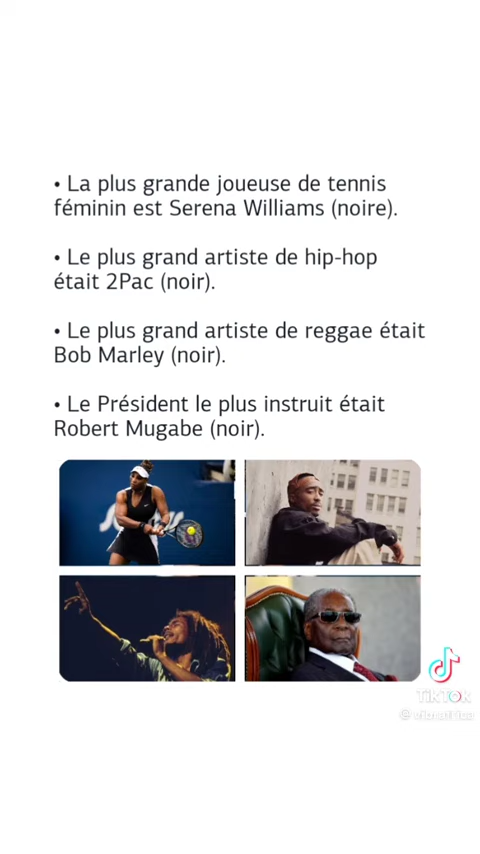 • La plus grande joueuse de tennis
féminin est Serena Williams (noire).
• Le plus grand artiste de hip-hop
était 2Pac (noir).
• Le plus grand artiste de reggae était
Bob Marley (noir).
• Le Président le plus instruit était
Robert Mugabe (noir).
TikTok